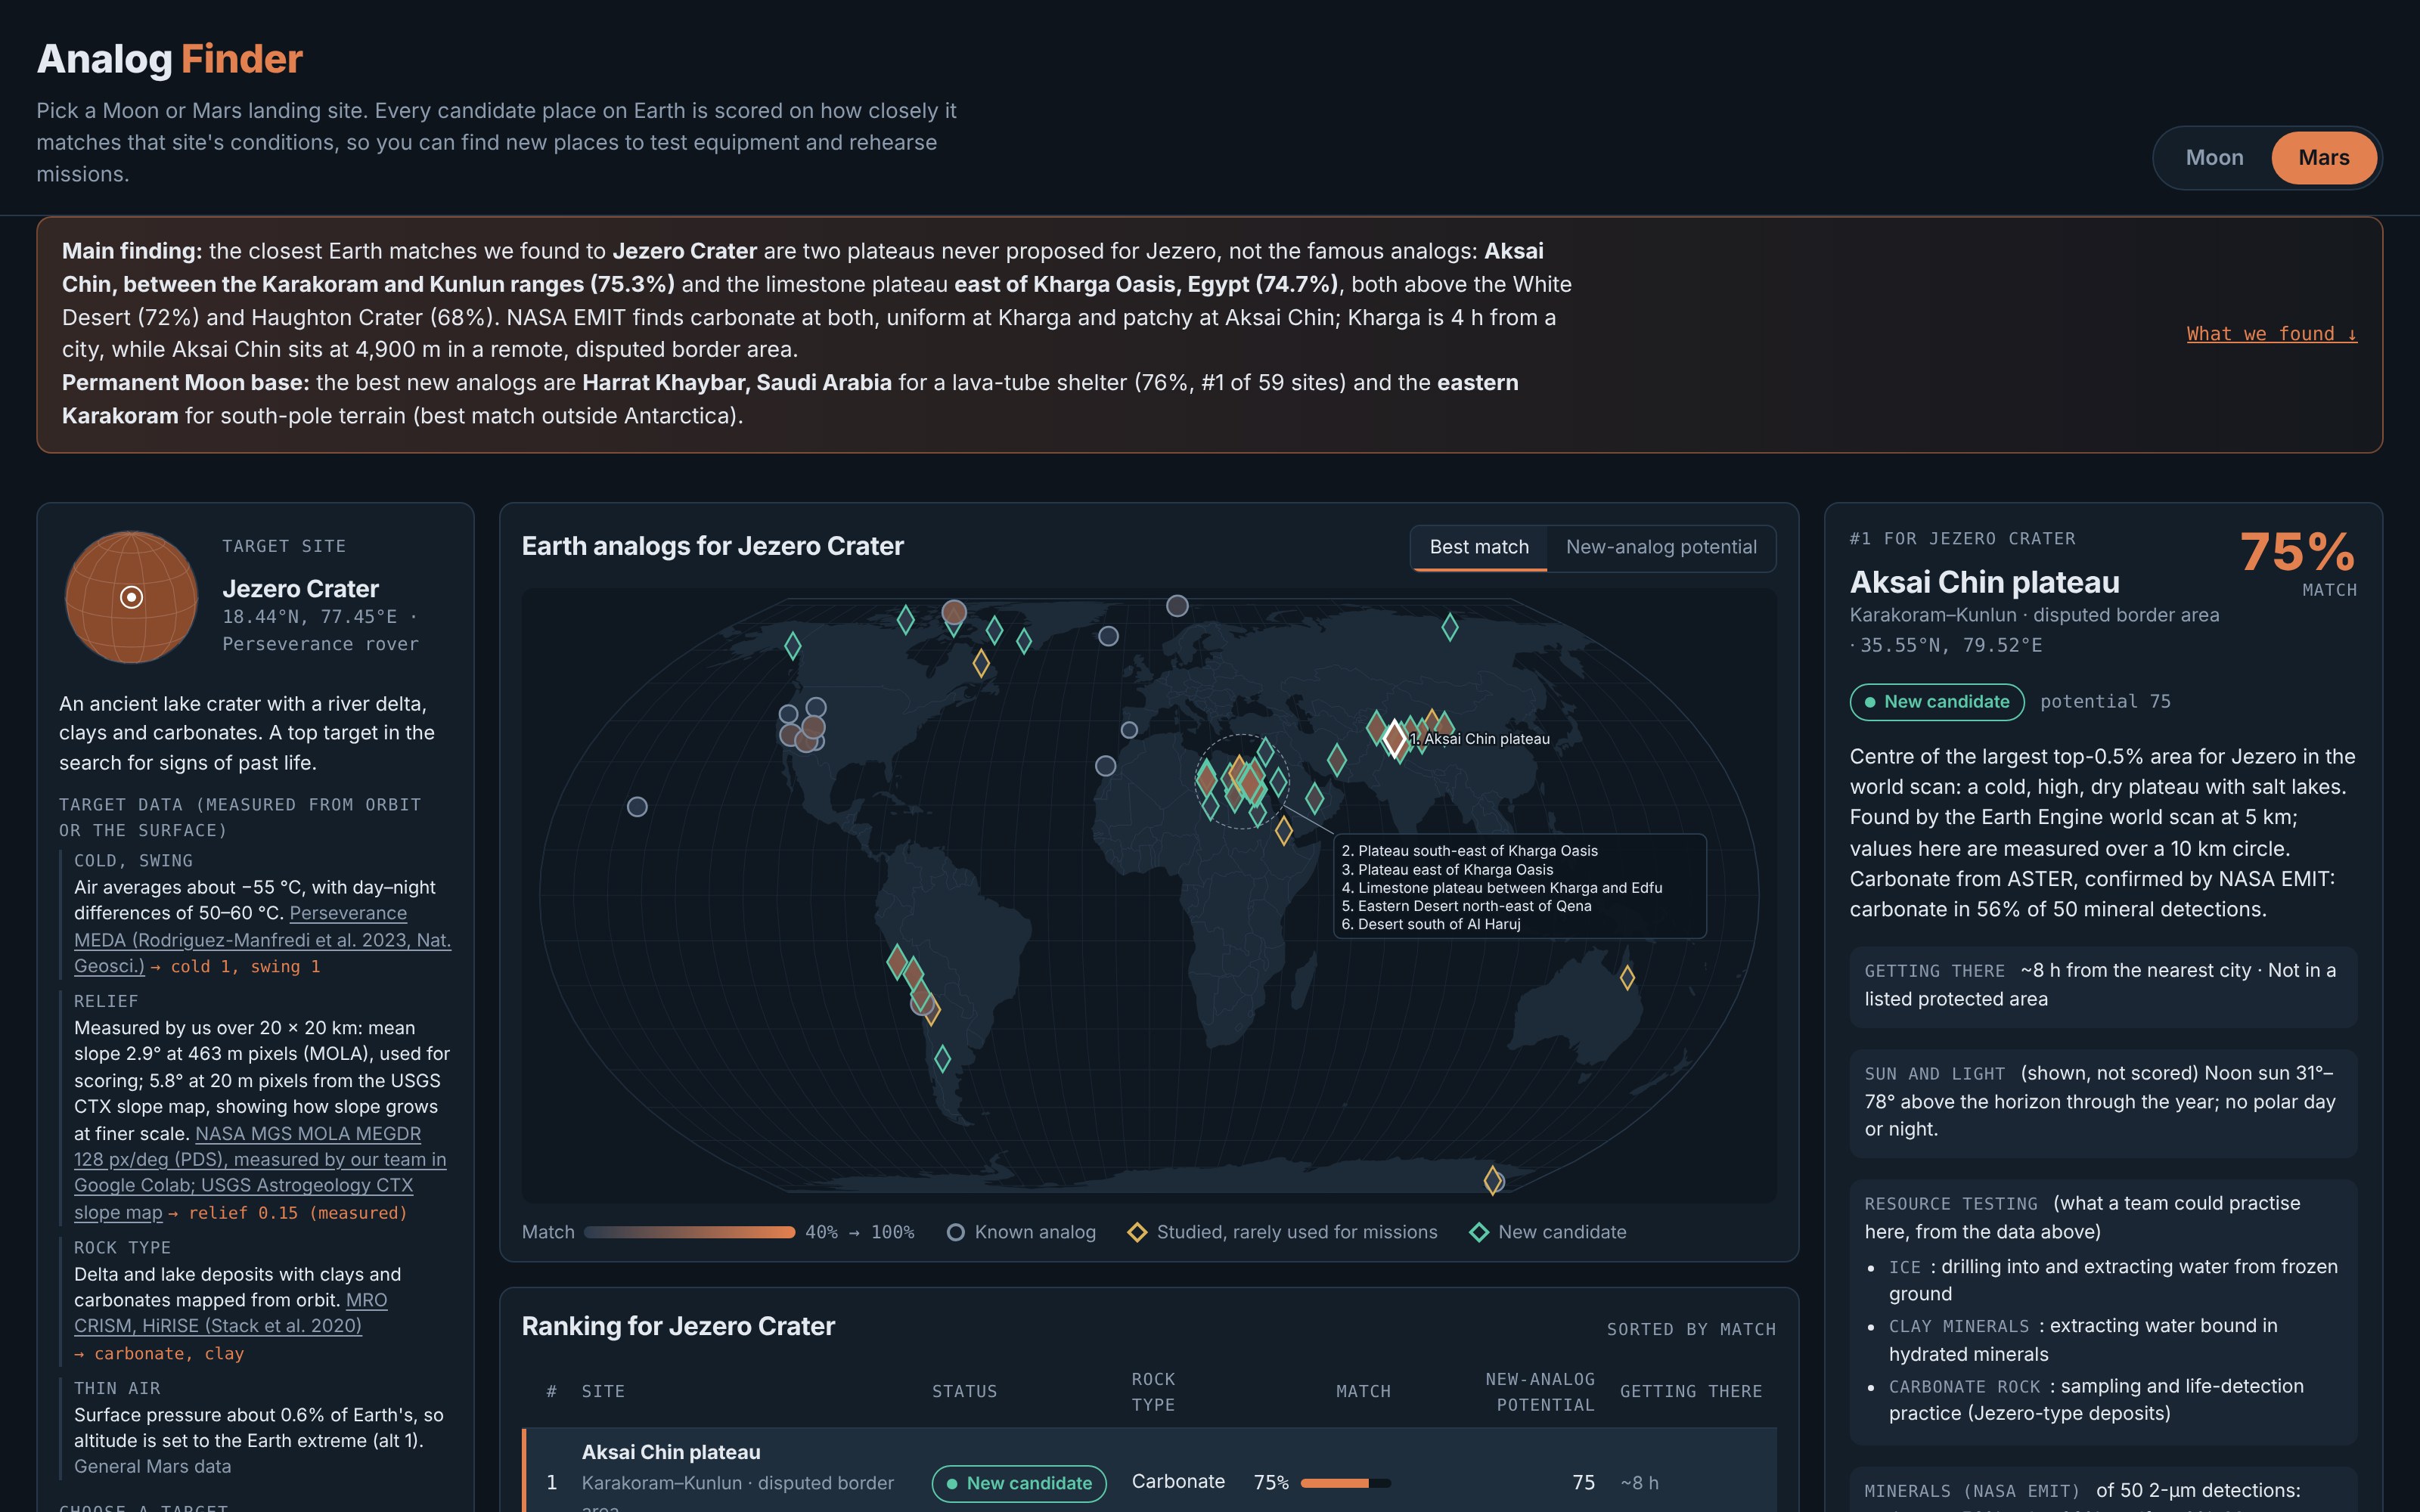 Analog Finder
Pick a Moon or Mars landing site. Every candidate place on Earth is scored on how closely it
matches that site's conditions, so you can find new places to test equipment and rehearse
missions.
Moon
Mars
Main finding: the closest Earth matches we found to Jezero Crater are two plateaus never proposed for Jezero, not the famous analogs: Aksai
Chin, between the Karakoram and Kunlun ranges (75.3%) and the limestone plateau east of Kharga Oasis, Egypt (74.7%), both above the White
Desert (72%) and Haughton Crater (68%). NASA EMIT finds carbonate at both, uniform at Kharga and patchy at Aksai Chin; Kharga is 4 h from a
city, while Aksai Chin sits at 4,900 m in a remote, disputed border area.
Permanent Moon base: the best new analogs are Harrat Khaybar, Saudi Arabia for a lava-tube shelter (76%, #1 of 59 sites) and the eastern
Karakoram for south-pole terrain (best match outside Antarctica).
What we found ↓
TARGET SITE
Jezero Crater
18.44°N, 77.45°E ·
Perseverance rover
An ancient lake crater with a river delta,
clays and carbonates. A top target in the
search for signs of past life.
TARGET DATA (MEASURED FROM ORBIT
OR THE SURFACE)
COLD, SWING
Air averages about −55 °C, with day–night
differences of 50–60 °C. Perseverance
MEDA (Rodriguez-Manfredi et al. 2023, Nat.
Geosci.) → cold 1, swing 1
RELIEF
Measured by us over 20 × 20 km: mean
slope 2.9° at 463 m pixels (MOLA), used for
scoring; 5.8° at 20 m pixels from the USGS
CTX slope map, showing how slope grows
at finer scale. NASA MGS MOLA MEGDR
128 px/deg (PDS), measured by our team in
Google Colab; USGS Astrogeology CTX
slope map → relief 0.15 (measured)
ROCK TYPE
Delta and lake deposits with clays and
carbonates mapped from orbit. MRO
CRISM, HiRISE (Stack et al. 2020)
→ carbonate, clay
THIN AIR
Surface pressure about 0.6% of Earth's, so
altitude is set to the Earth extreme (alt 1).
General Mars data
CHOOSE A TARGET
Earth analogs for Jezero Crater
Best match
New-analog potential
1. Aksai Chin plateau
2. Plateau south-east of Kharga Oasis
3. Plateau east of Kharga Oasis
4. Limestone plateau between Kharga and Edfu
5. Eastern Desert north-east of Qena
6. Desert south of Al Haruj
Match 40% → 100%
Known analog
Studied, rarely used for missions
New candidate
Ranking for Jezero Crater
SORTED BY MATCH
# SITE STATUS ROCK TYPE MATCH NEW-ANALOG POTENTIAL GETTING THERE
1 Aksai Chin plateau
Karakoram–Kunlun · disputed border
area
New candidate
Carbonate
75%
75
~8 h
#1 FOR JEZERO CRATER
75%
MATCH
Aksai Chin plateau
Karakoram–Kunlun · disputed border area
· 35.55°N, 79.52°E
New candidate
potential 75
Centre of the largest top-0.5% area for Jezero in the
world scan: a cold, high, dry plateau with salt lakes.
Found by the Earth Engine world scan at 5 km;
values here are measured over a 10 km circle.
Carbonate from ASTER, confirmed by NASA EMIT:
carbonate in 56% of 50 mineral detections.
GETTING THERE ~8 h from the nearest city · Not in a
listed protected area
SUN AND LIGHT (shown, not scored) Noon sun 31°–
78° above the horizon through the year; no polar day
or night.
RESOURCE TESTING (what a team could practise
here, from the data above)
• ICE : drilling into and extracting water from frozen
ground
• CLAY MINERALS : extracting water bound in
hydrated minerals
• CARBONATE ROCK : sampling and life-detection
practice (Jezero-type deposits)
MINERALS (NASA EMIT) of 50 2-µm detections: